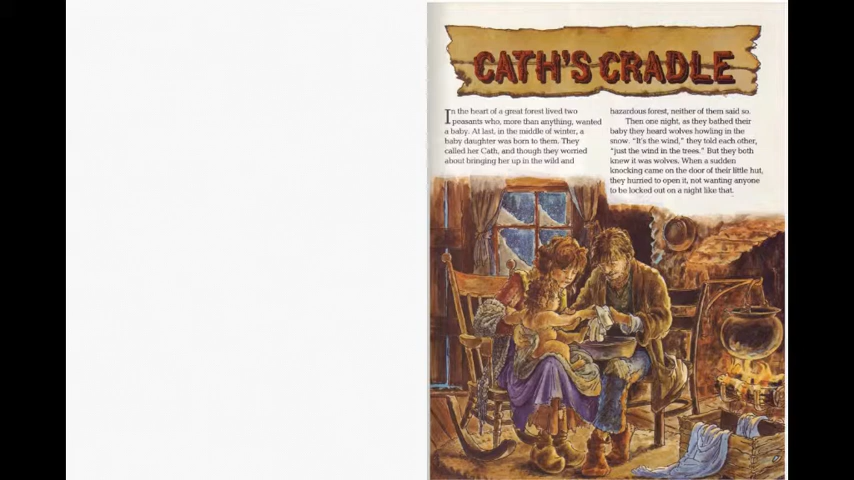 CATH'S CRADLE
In the heart of a great forest lived two
peasants who, more than anything, wanted
a baby. At last, in the middle of winter, a
baby daughter was born to them. They
called her Cath, and though they worried
about bringing her up in the wild and
hazardous forest, neither of them said so.
Then one night, as they bathed their
baby they heard wolves howling in the
snow. "It's the wind," they told each other,
"just the wind in the trees." But they both
knew it was wolves. When a sudden
knocking came on the door of their little hut,
they hurried to open it, not wanting anyone
to be locked out on a night like that.